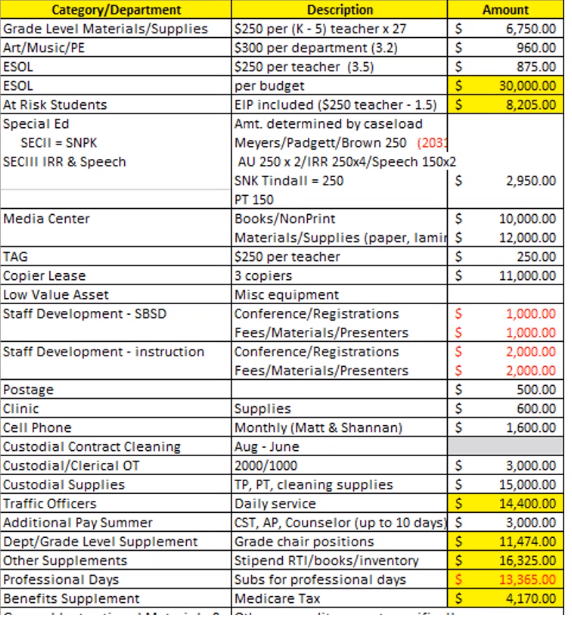 Category/Department Description Amount
Grade Level Materials/Supplies $250 per (K - 5) teacher x 27 $ 6,750.00
Art/Music/PE $300 per department (3.2) $ 960.00
ESOL $250 per teacher (3.5) $ 875.00
ESOL per budget $ 30,000.00
At Risk Students EIP included ($250 teacher - 1.5) $ 8,205.00
Special Ed Amt. determined by caseload
SECII = SNPK Meyers/Padgett/Brown 250 (2031
SECIII IRR & Speech AU 250 x 2/IRR 250x4/Speech 150x2
SNK Tindall = 250 $ 2,950.00
PT 150
Media Center Books/NonPrint $ 10,000.00
Materials/Supplies (paper, lamin $ 12,000.00
TAG $250 per teacher $ 250.00
Copier Lease 3 copiers $ 11,000.00
Low Value Asset Misc equipment
Staff Development - SBSD Conference/Registrations $ 1,000.00
Fees/Materials/Presenters $ 1,000.00
Staff Development - instruction Conference/Registrations $ 2,000.00
Fees/Materials/Presenters $ 2,000.00
Postage $ 500.00
Clinic Supplies $ 600.00
Cell Phone Monthly (Matt & Shannan) $ 1,600.00
Custodial Contract Cleaning Aug - June
Custodial/Clerical OT 2000/1000 $ 3,000.00
Custodial Supplies TP, PT, cleaning supplies $ 15,000.00
Traffic Officers Daily service $ 14,400.00
Additional Pay Summer CST, AP, Counselor (up to 10 days) $ 3,000.00
Dept/Grade Level Supplement Grade chair positions $ 11,474.00
Other Supplements Stipend RTI/books/inventory $ 16,325.00
Professional Days Subs for professional days $ 13,365.00
Benefits Supplement Medicare Tax $ 4,170.00